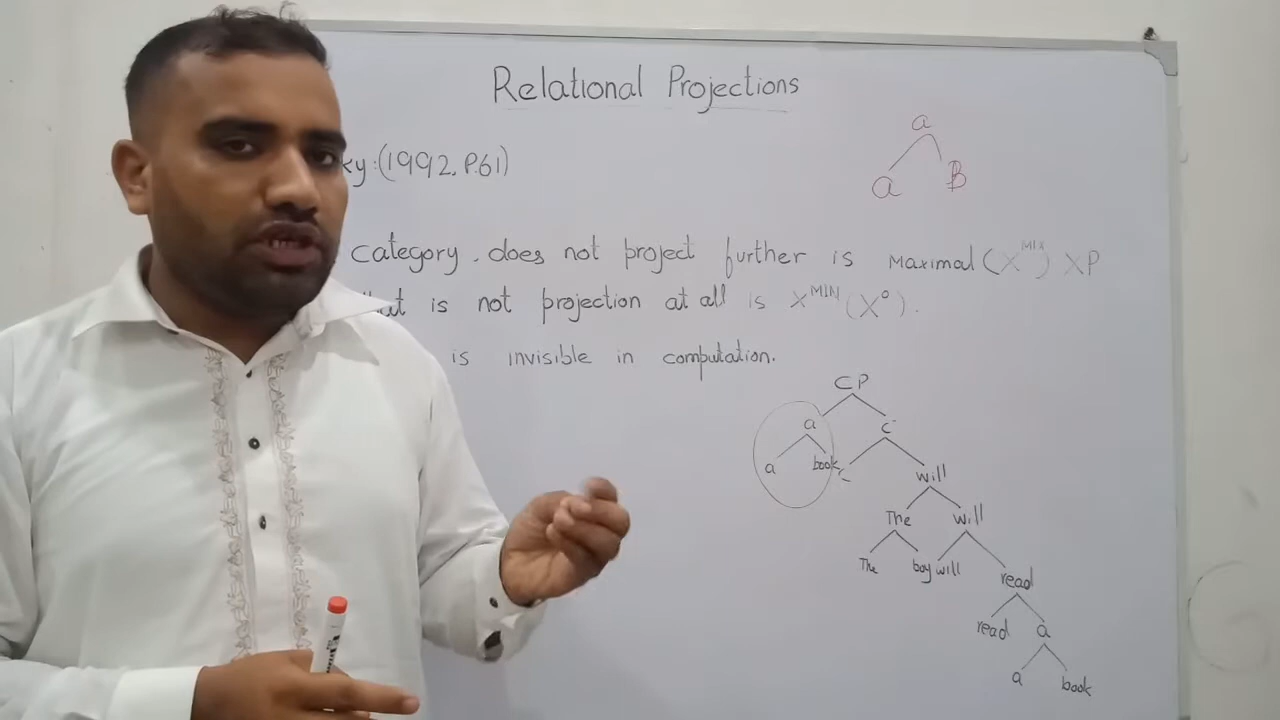 Relational Projections
ky: (1992. P.61)
a
a B
category. does not project further is Maximal (X^MIX) XP
is not projection at all is X^MIN (X°).
is invisible in computation.
CP
a C'
a book C will
The will
The boy will read
read a
a book